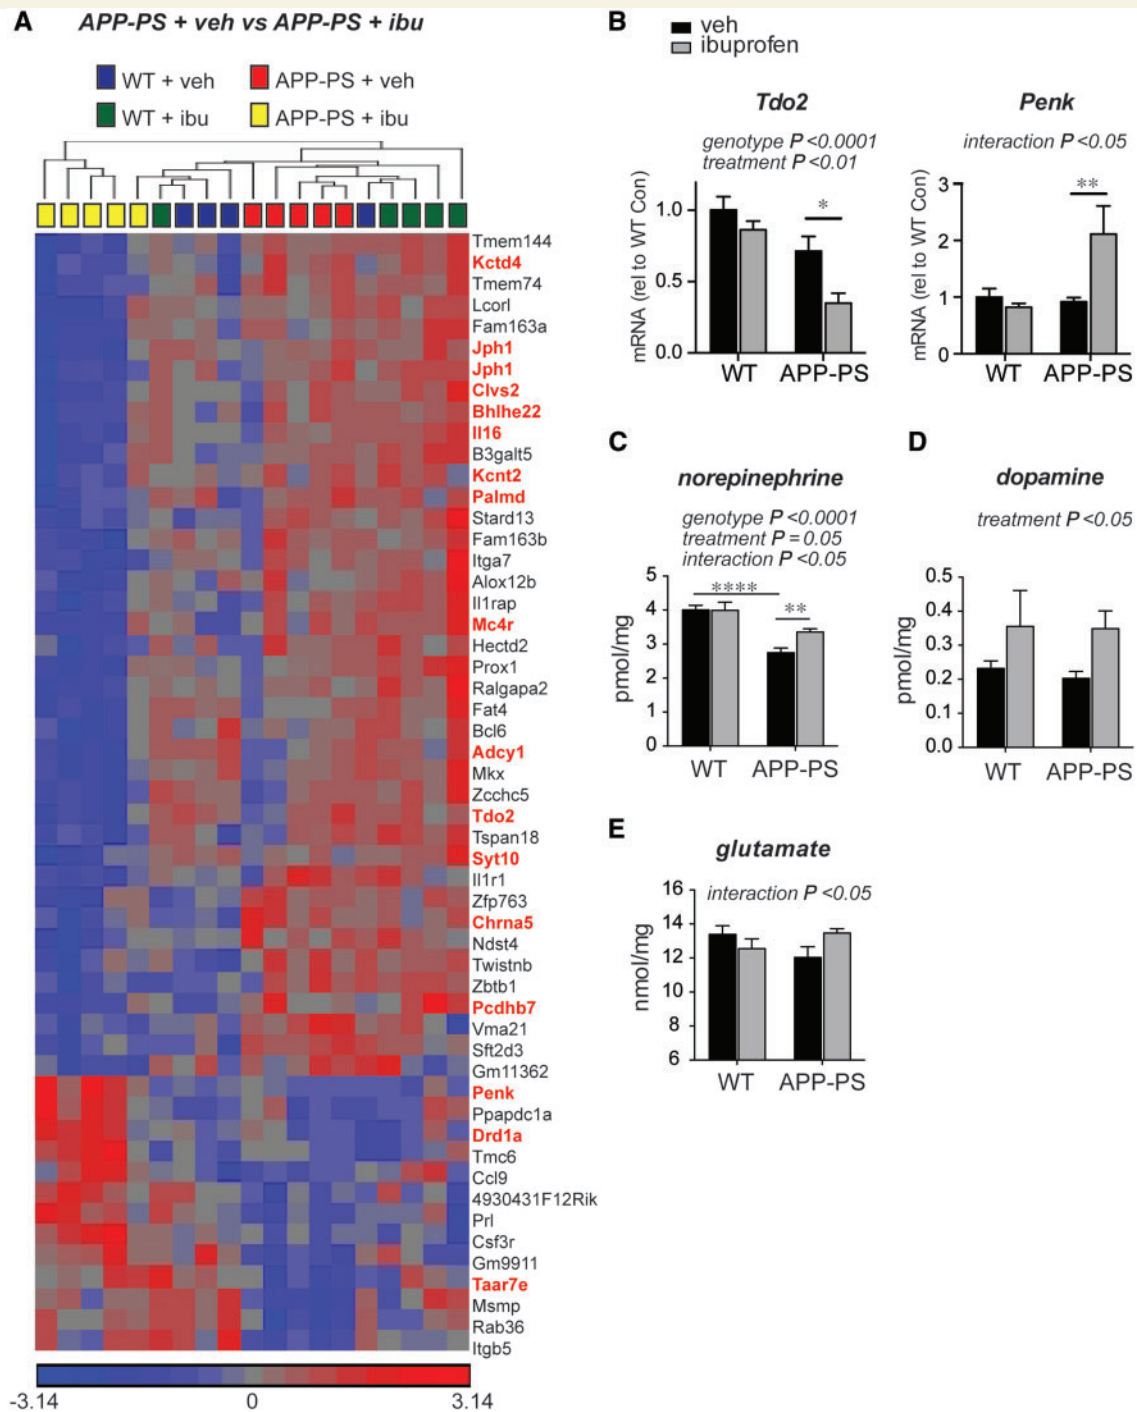 A
APP-PS + veh vs APP-PS + ibu
WT + veh
APP-PS + veh
WT + ibu
APP-PS + ibu
Tmem144
Kctd4
Tmem74
Lcorl
Fam163a
Jph1
Jph1
Clvs2
Bhlhe22
Il16
B3galt5
Kcnt2
Palmd
Stard13
Fam163b
Itga7
Alox12b
Il1rap
Mc4r
Hectd2
Prox1
Ralgapa2
Fat4
Bcl6
Adcy1
Mkx
Zcchc5
Tdo2
Tspan18
Syt10
Il1r1
Zfp763
Chrna5
Ndst4
Twistnb
Zbtb1
Pcdhb7
Vma21
Sft2d3
Gm11362
Penk
Ppapdc1a
Drd1a
Tmc6
Ccl9
4930431F12Rik
Prl
Csf3r
Gm9911
Taar7e
Msmp
Rab36
Itgb5
-3.14
0
3.14
B
veh
ibuprofen
Tdo2
genotype P <0.0001
treatment P <0.01
mRNA (rel to WT Con)
1.0
0.5
0.0
*
WT
APP-PS
Penk
interaction P <0.05
mRNA (rel to WT Con)
3
2
1
0
**
WT
APP-PS
C
norepinephrine
genotype P <0.0001
treatment P = 0.05
interaction P <0.05
pmol/mg
5
4
3
2
1
0
****
**
WT
APP-PS
D
dopamine
treatment P <0.05
pmol/mg
0.5
0.4
0.3
0.2
0.1
0.0
WT
APP-PS
E
glutamate
interaction P <0.05
nmol/mg
16
14
12
10
8
6
WT
APP-PS